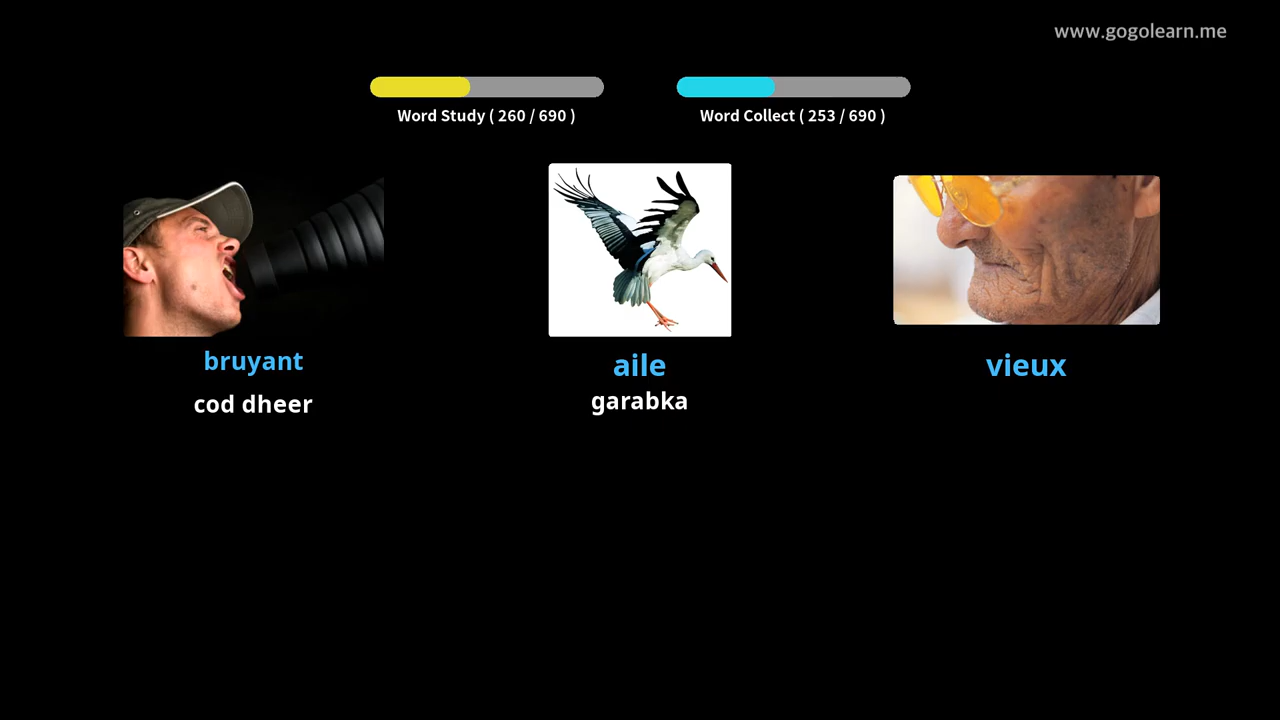 www.gogolearn.me
Word Study ( 260 / 690 )
Word Collect ( 253 / 690 )
bruyant
aile
vieux
cod dheer
garabka